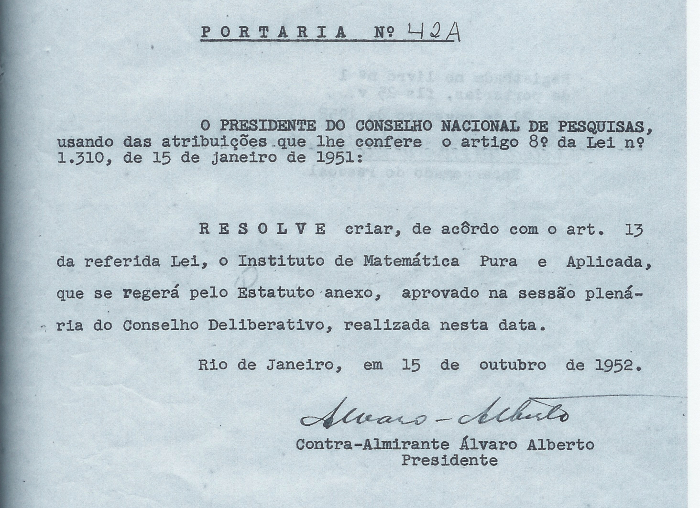 PORTARIA Nº 42A
O PRESIDENTE DO CONSELHO NACIONAL DE PESQUISAS,
usando das atribuições que lhe confere o artigo 8º da Lei nº
1.310, de 15 de janeiro de 1951:
RESOLVE criar, de acôrdo com o art. 13
da referida Lei, o Instituto de Matemática Pura e Aplicada,
que se regerá pelo Estatuto anexo, aprovado na sessão plená-
ria do Conselho Deliberativo, realizada nesta data.
Rio de Janeiro, em 15 de outubro de 1952.
Alvaro-Alberto
Contra-Almirante Álvaro Alberto
Presidente